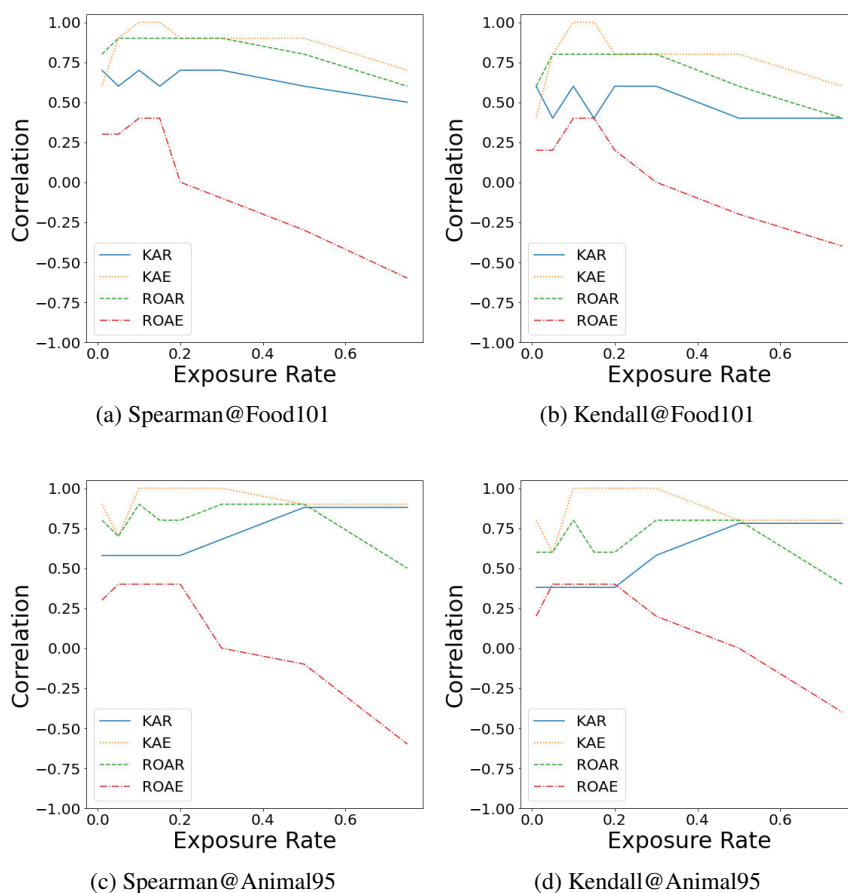 1.00
0.75
0.50
0.25
0.00
−0.25
−0.50
−0.75
−1.00
Correlation
KAR
KAE
ROAR
ROAE
0.0 0.2 0.4 0.6
Exposure Rate
(a) Spearman@Food101
1.00
0.75
0.50
0.25
0.00
−0.25
−0.50
−0.75
−1.00
Correlation
KAR
KAE
ROAR
ROAE
0.0 0.2 0.4 0.6
Exposure Rate
(b) Kendall@Food101
1.00
0.75
0.50
0.25
0.00
−0.25
−0.50
−0.75
−1.00
Correlation
KAR
KAE
ROAR
ROAE
0.0 0.2 0.4 0.6
Exposure Rate
(c) Spearman@Animal95
1.00
0.75
0.50
0.25
0.00
−0.25
−0.50
−0.75
−1.00
Correlation
KAR
KAE
ROAR
ROAE
0.0 0.2 0.4 0.6
Exposure Rate
(d) Kendall@Animal95